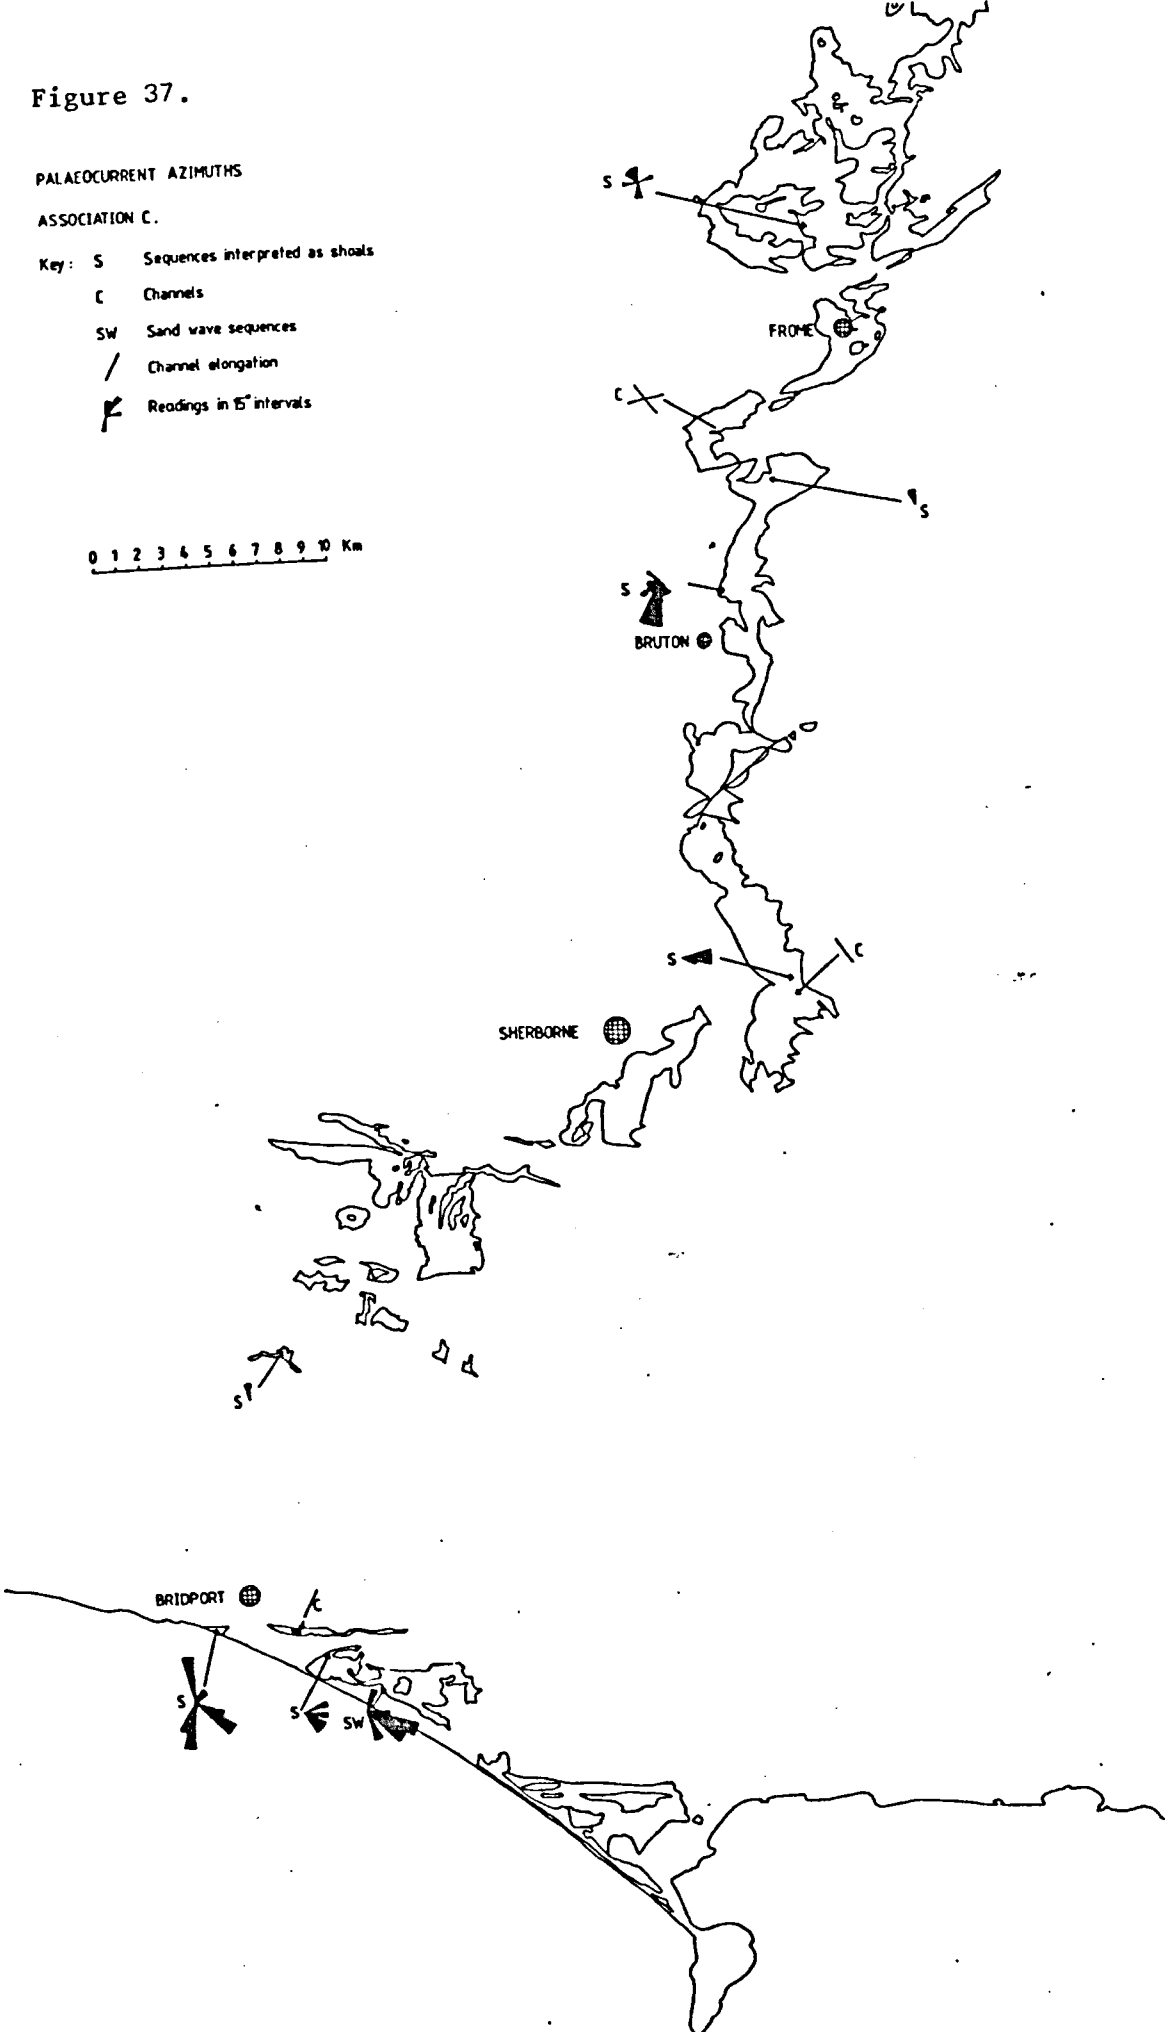 Figure 37.
PALAEOCURRENT AZIMUTHS
ASSOCIATION C.
Key: S Sequences interpreted as shoals
C Channels
SW Sand wave sequences
Channel elongation
Readings in 15° intervals
0 1 2 3 4 5 6 7 8 9 10 Km
S
FROME
C
S
S
BRUTON
S
C
SHERBORNE
S
BRIDPORT
C
S
S
SW